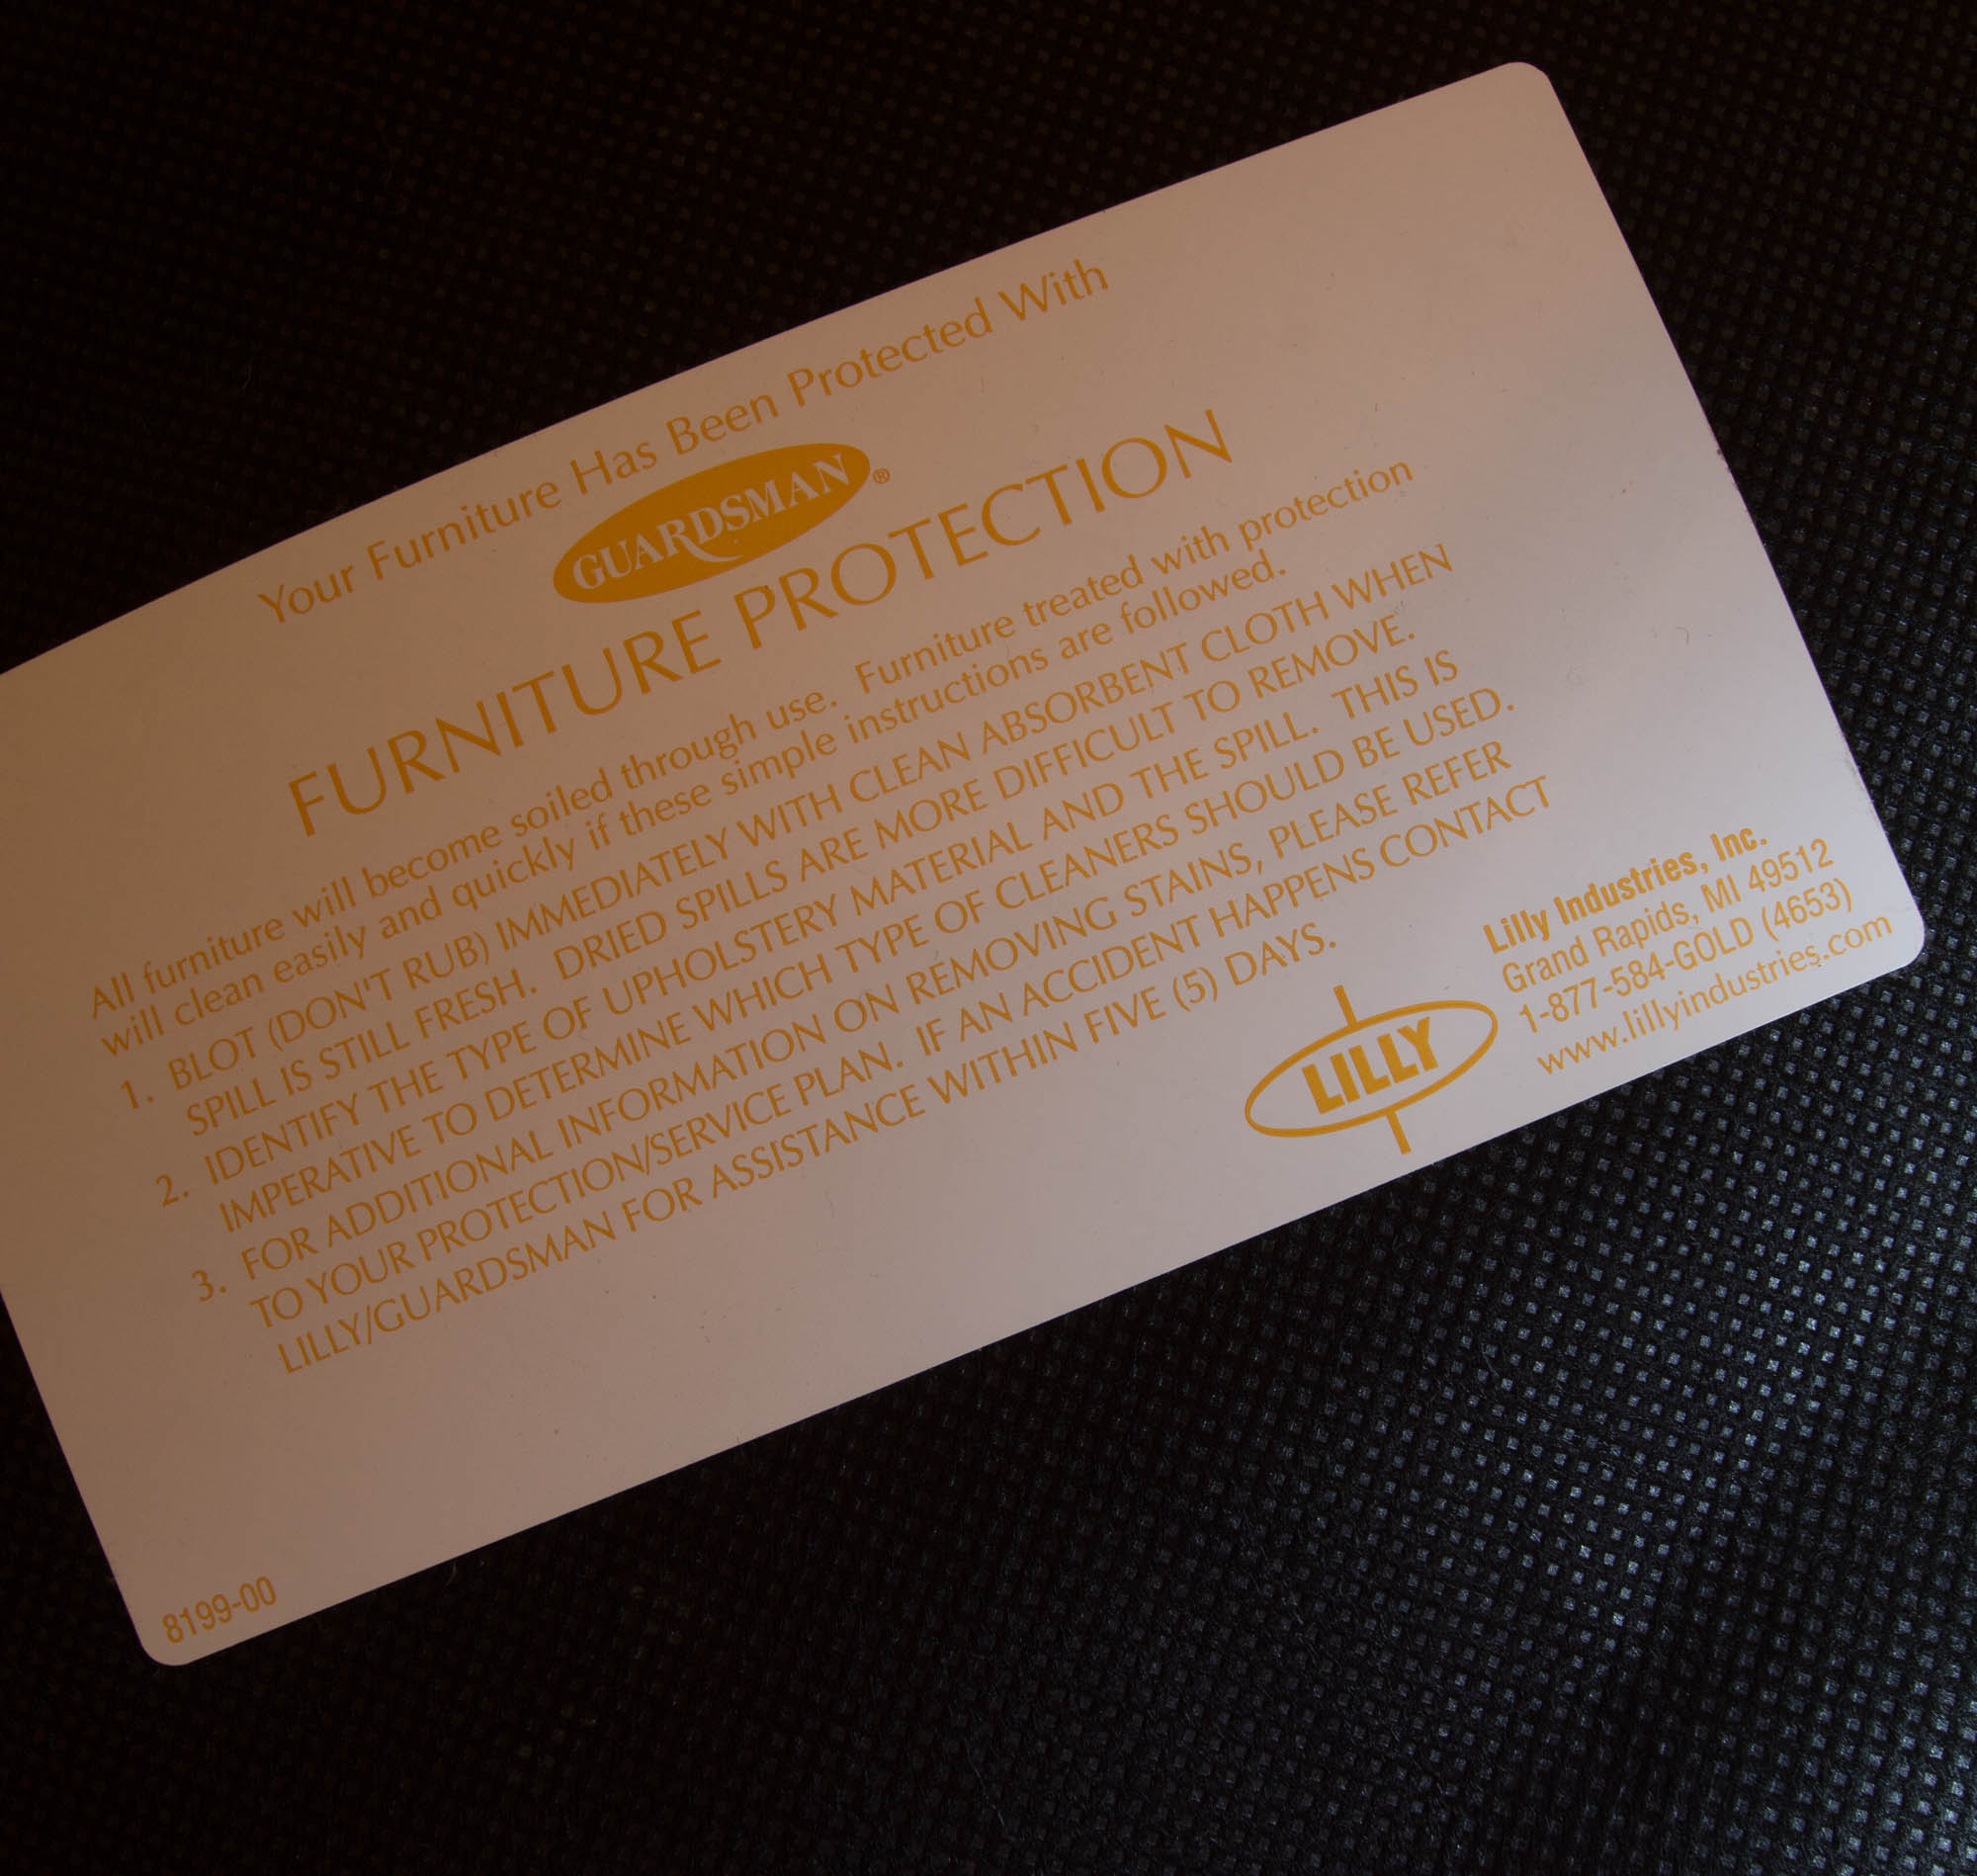 Your Furniture Has Been Protected With
GUARDSMAN®
FURNITURE PROTECTION
All furniture will become soiled through use. Furniture treated with protection
will clean easily and quickly if these simple instructions are followed.
1. BLOT (DON'T RUB) IMMEDIATELY WITH CLEAN ABSORBENT CLOTH WHEN
SPILL IS STILL FRESH. DRIED SPILLS ARE MORE DIFFICULT TO REMOVE.
2. IDENTIFY THE TYPE OF UPHOLSTERY MATERIAL AND THE SPILL. THIS IS
IMPERATIVE TO DETERMINE WHICH TYPE OF CLEANERS SHOULD BE USED.
3. FOR ADDITIONAL INFORMATION ON REMOVING STAINS, PLEASE REFER
TO YOUR PROTECTION/SERVICE PLAN. IF AN ACCIDENT HAPPENS CONTACT
LILLY/GUARDSMAN FOR ASSISTANCE WITHIN FIVE (5) DAYS.
LILLY
Lilly Industries, Inc.
Grand Rapids, MI 49512
1-877-584-GOLD (4653)
www.lillyindustries.com
8199-00